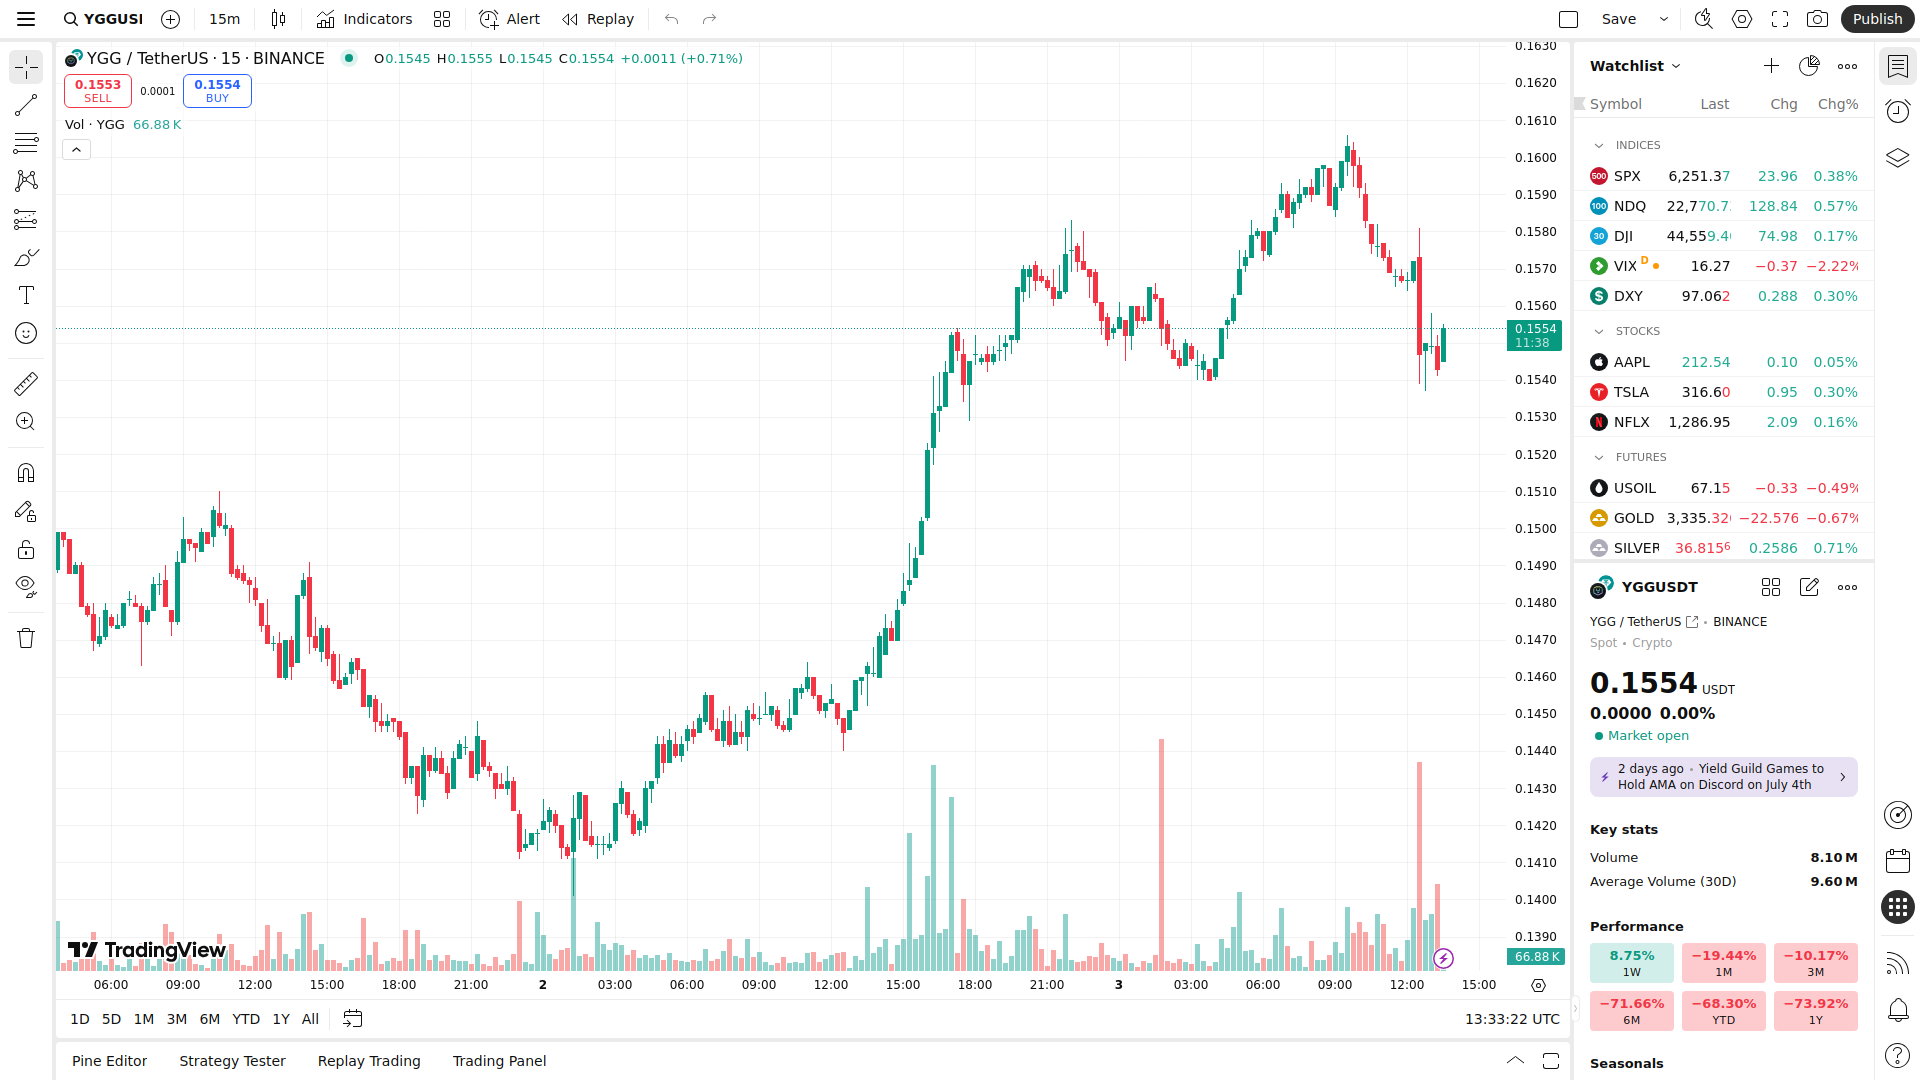 YGGUSI
15m
Indicators
Alert
Replay
Save
Publish
YGG / TetherUS · 15 · BINANCE
O0.1545 H0.1555 L0.1545 C0.1554 +0.0011 (+0.71%)
0.1553
SELL
0.0001
0.1554
BUY
Vol · YGG 66.88 K
0.1630
0.1620
0.1610
0.1600
0.1590
0.1580
0.1570
0.1560
0.1554
11:38
0.1540
0.1530
0.1520
0.1510
0.1500
0.1490
0.1480
0.1470
0.1460
0.1450
0.1440
0.1430
0.1420
0.1410
0.1400
0.1390
66.88 K
TradingView
06:00 09:00 12:00 15:00 18:00 21:00 2 03:00 06:00 09:00 12:00 15:00 18:00 21:00 3 03:00 06:00 09:00 12:00 15:00
1D 5D 1M 3M 6M YTD 1Y All
13:33:22 UTC
Pine Editor
Strategy Tester
Replay Trading
Trading Panel
Watchlist
Symbol Last Chg Chg%
INDICES
500 SPX 6,251.37 23.96 0.38%
100 NDQ 22,770.7 128.84 0.57%
30 DJI 44,559.4 74.98 0.17%
VIX D 16.27 −0.37 −2.22%
$ DXY 97.062 0.288 0.30%
STOCKS
AAPL 212.54 0.10 0.05%
TSLA 316.60 0.95 0.30%
N NFLX 1,286.95 2.09 0.16%
FUTURES
USOIL 67.15 −0.33 −0.49%
GOLD 3,335.32 −22.576 −0.67%
SILVER 36.8156 0.2586 0.71%
YGGUSDT
YGG / TetherUS • BINANCE
Spot • Crypto
0.1554 USDT
0.0000 0.00%
Market open
2 days ago • Yield Guild Games to
Hold AMA on Discord on July 4th
Key stats
Volume 8.10 M
Average Volume (30D) 9.60 M
Performance
8.75% −19.44% −10.17%
1W 1M 3M
−71.66% −68.30% −73.92%
6M YTD 1Y
Seasonals